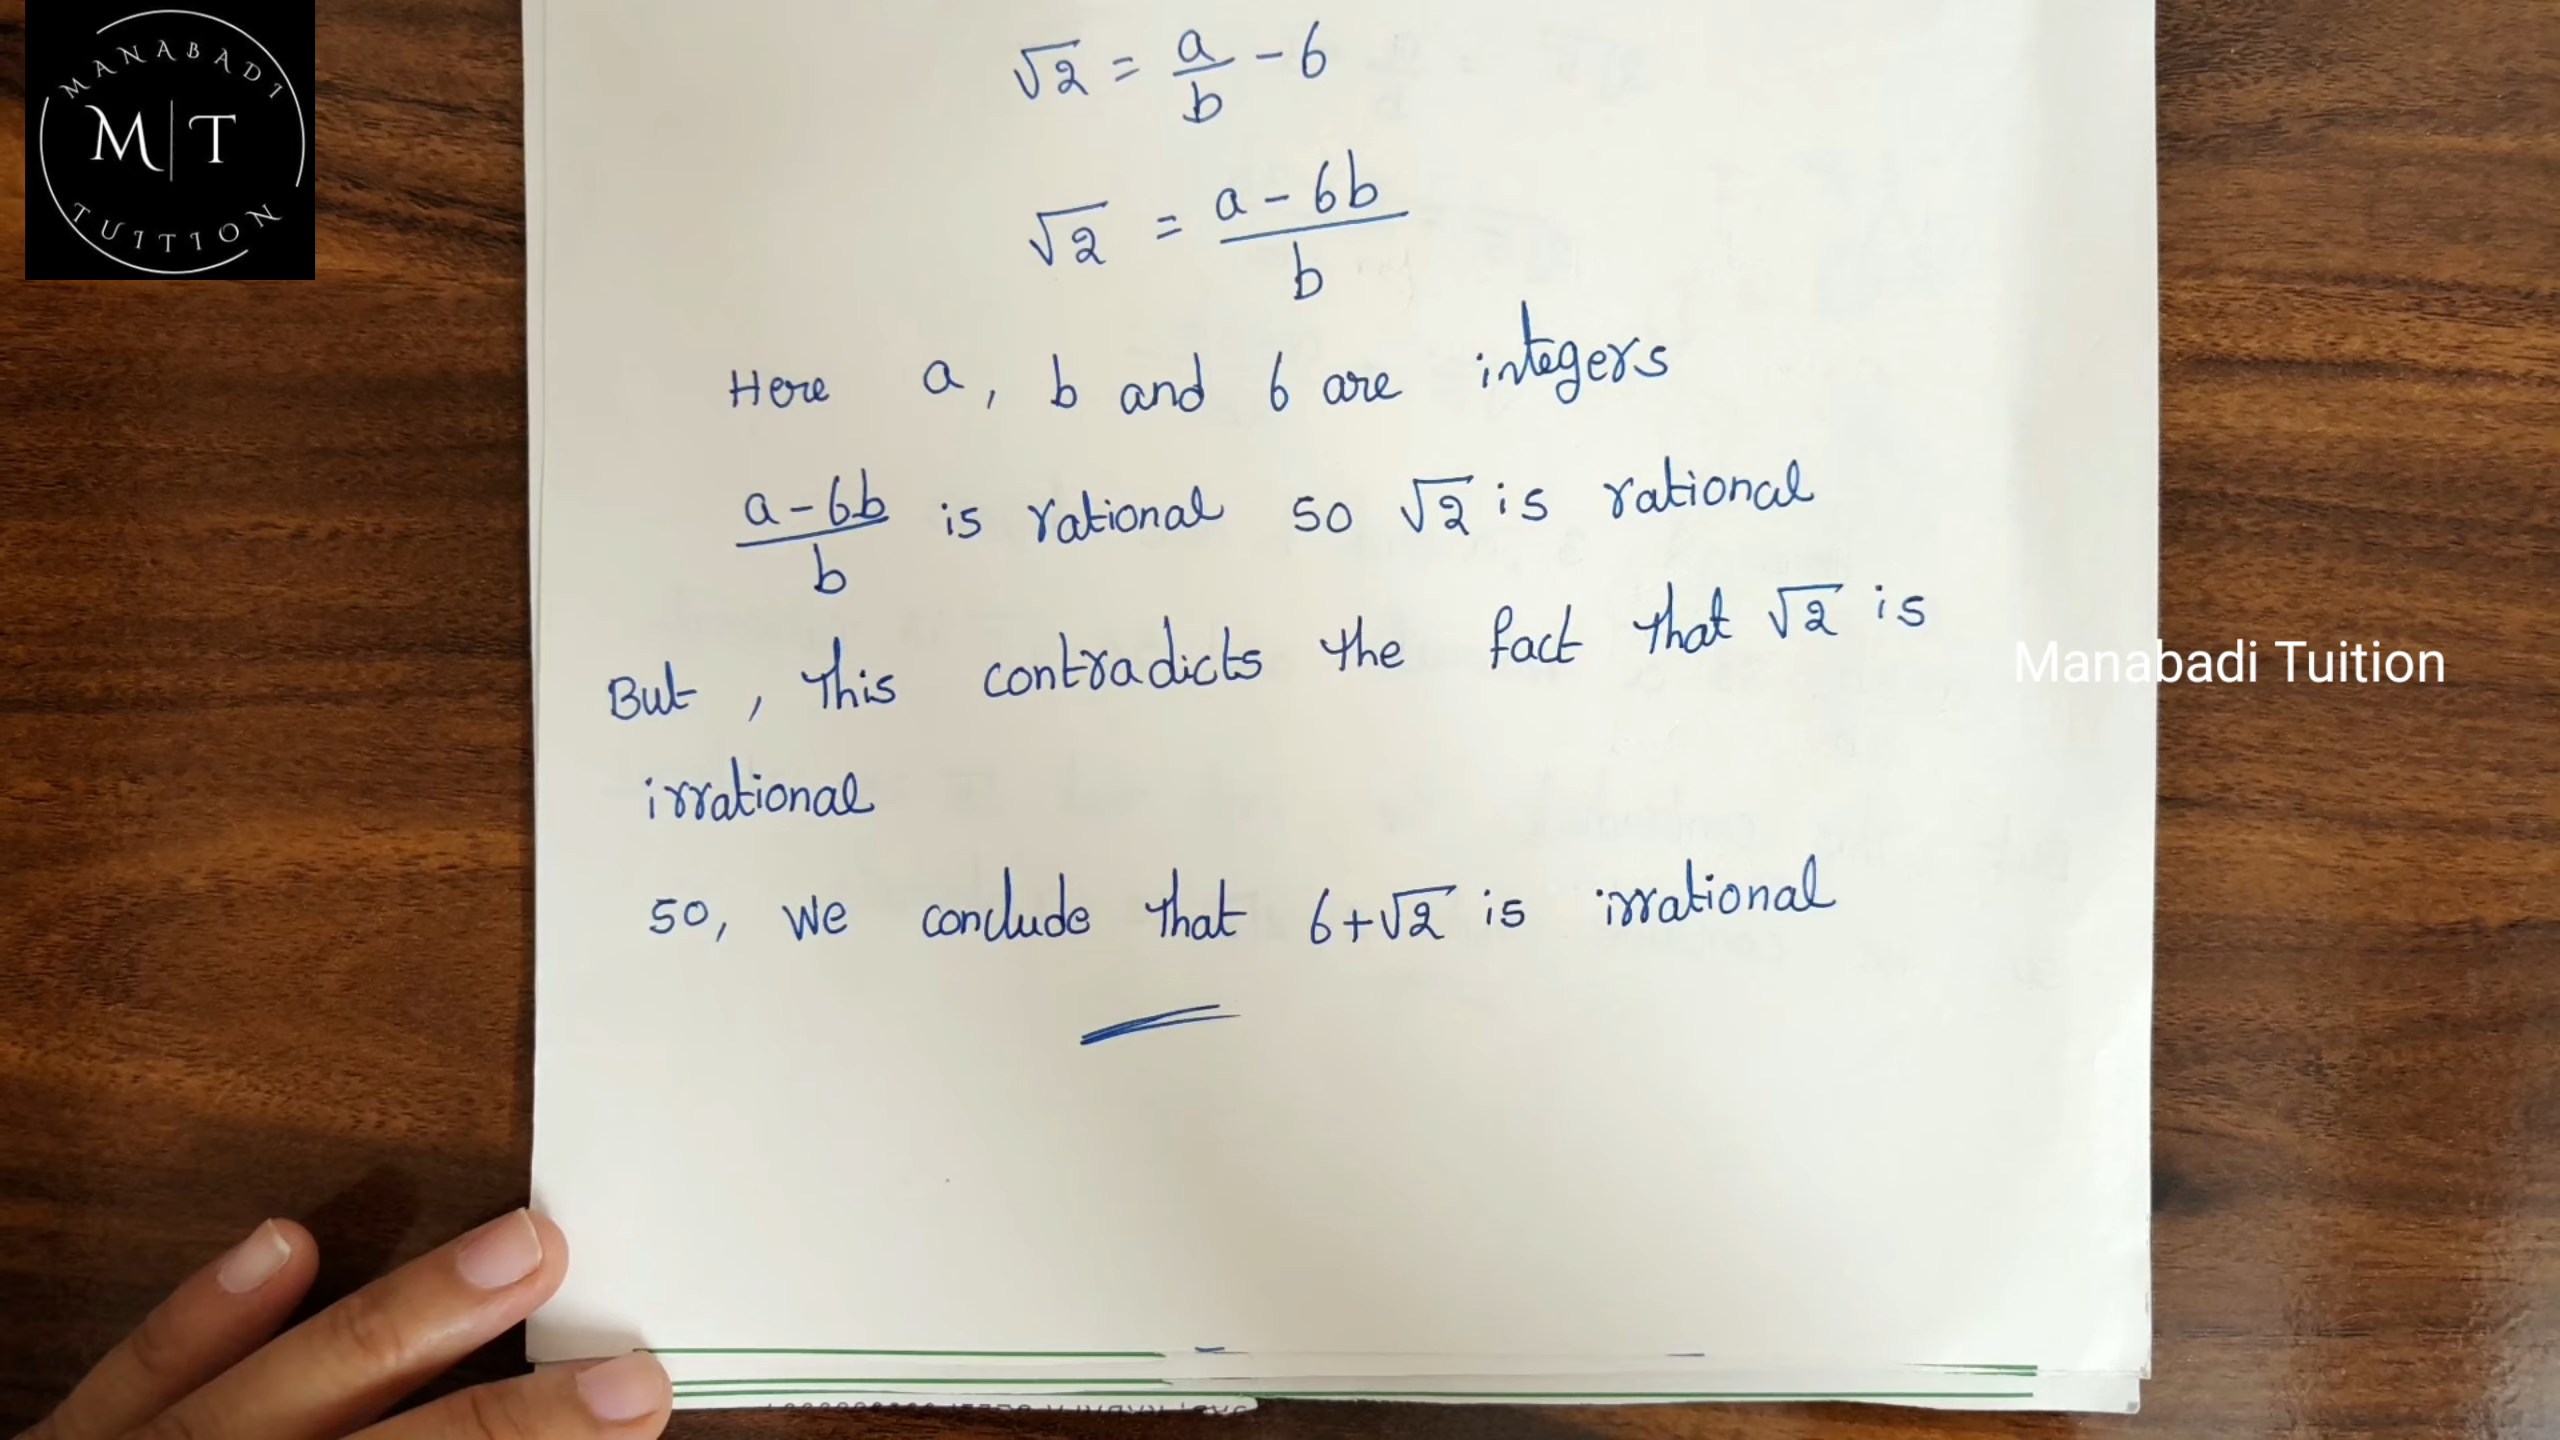 MANABADI
M|T
TUITION
√2 = a/b - 6
√2 = (a - 6b)/b
Here a, b and 6 are integers
(a - 6b)/b is rational so √2 is rational
But, this contradicts the fact that √2 is
Manabadi Tuition
irrational
so, we conclude that 6+√2 is irrational